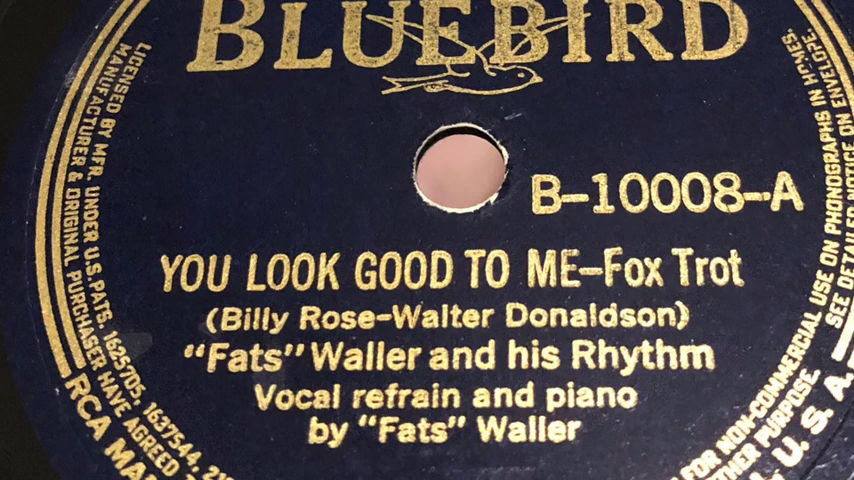 BLUEBIRD
B-10008-A
YOU LOOK GOOD TO ME-Fox Trot
(Billy Rose-Walter Donaldson)
"Fats" Waller and his Rhythm
Vocal refrain and piano
by "Fats" Waller
LICENSED BY MFR. UNDER U.S. PATS. 1625705, 1637544,
MANUFACTURER & ORIGINAL PURCHASER HAVE AGREED
RCA
FOR NON-COMMERCIAL USE ON PHONOGRAPHS IN HOMES.
SEE DETAILED NOTICE ON ENVELOPE.
PURPOSE.
U. S. A.